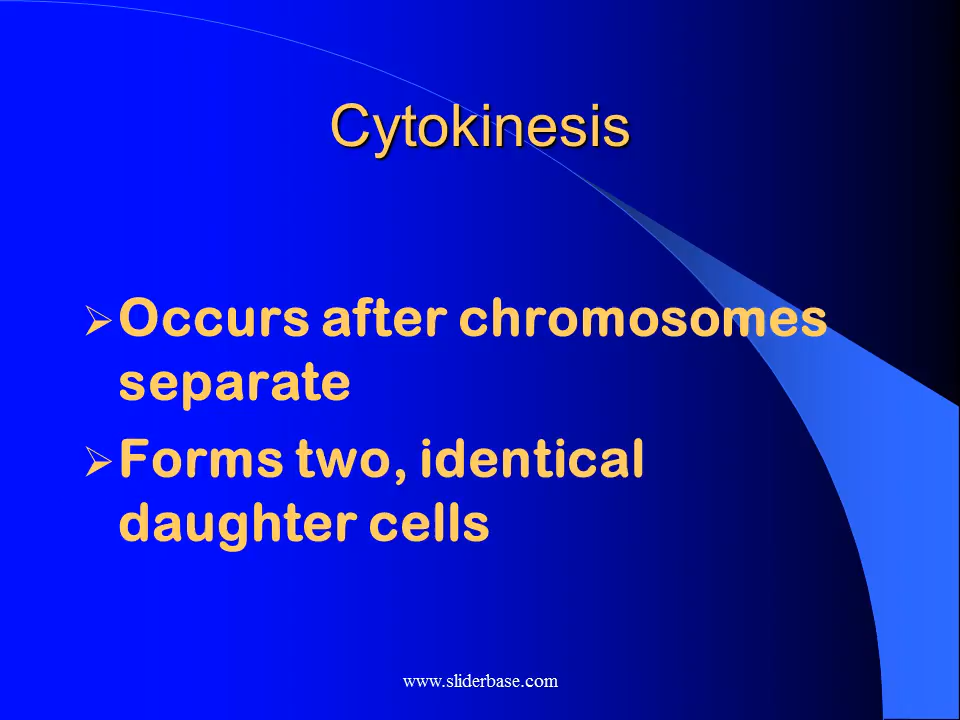 Cytokinesis
➢ Occurs after chromosomes
separate
➢ Forms two, identical
daughter cells
www.sliderbase.com